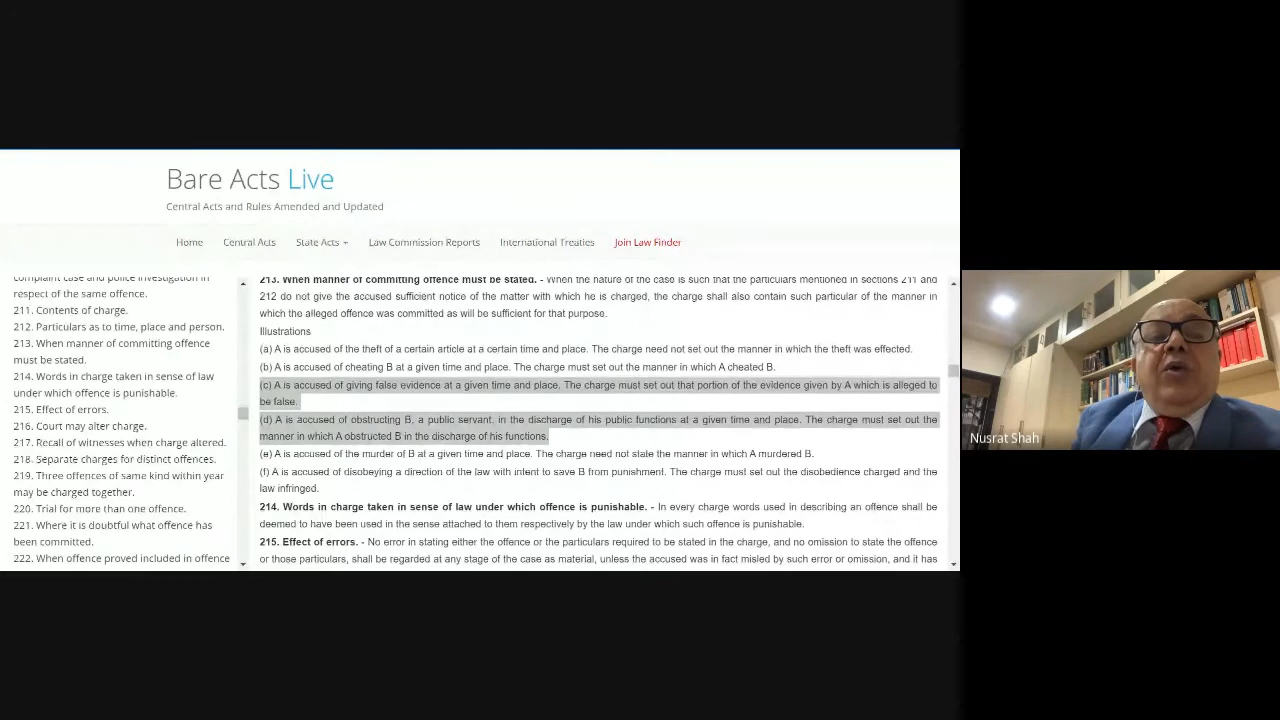 Bare Acts Live
Central Acts and Rules Amended and Updated
Home Central Acts State Acts Law Commission Reports International Treaties Join Law Finder
complaint case and police investigation in
respect of the same offence.
211. Contents of charge.
212. Particulars as to time, place and person.
213. When manner of committing offence
must be stated.
214. Words in charge taken in sense of law
under which offence is punishable.
215. Effect of errors.
216. Court may alter charge.
217. Recall of witnesses when charge altered.
218. Separate charges for distinct offences.
219. Three offences of same kind within year
may be charged together.
220. Trial for more than one offence.
221. Where it is doubtful what offence has
been committed.
222. When offence proved included in offence
213. When manner of committing offence must be stated. - When the nature of the case is such that the particulars mentioned in sections 211 and
212 do not give the accused sufficient notice of the matter with which he is charged, the charge shall also contain such particular of the manner in
which the alleged offence was committed as will be sufficient for that purpose.
Illustrations
(a) A is accused of the theft of a certain article at a certain time and place. The charge need not set out the manner in which the theft was effected.
(b) A is accused of cheating B at a given time and place. The charge must set out the manner in which A cheated B.
(c) A is accused of giving false evidence at a given time and place. The charge must set out that portion of the evidence given by A which is alleged to
be false.
(d) A is accused of obstructing B, a public servant, in the discharge of his public functions at a given time and place. The charge must set out the
manner in which A obstructed B in the discharge of his functions.
(e) A is accused of the murder of B at a given time and place. The charge need not state the manner in which A murdered B.
(f) A is accused of disobeying a direction of the law with intent to save B from punishment. The charge must set out the disobedience charged and the
law infringed.
214. Words in charge taken in sense of law under which offence is punishable. - In every charge words used in describing an offence shall be
deemed to have been used in the sense attached to them respectively by the law under which such offence is punishable.
215. Effect of errors. - No error in stating either the offence or the particulars required to be stated in the charge, and no omission to state the offence
or those particulars, shall be regarded at any stage of the case as material, unless the accused was in fact misled by such error or omission, and it has
Nusrat Shah